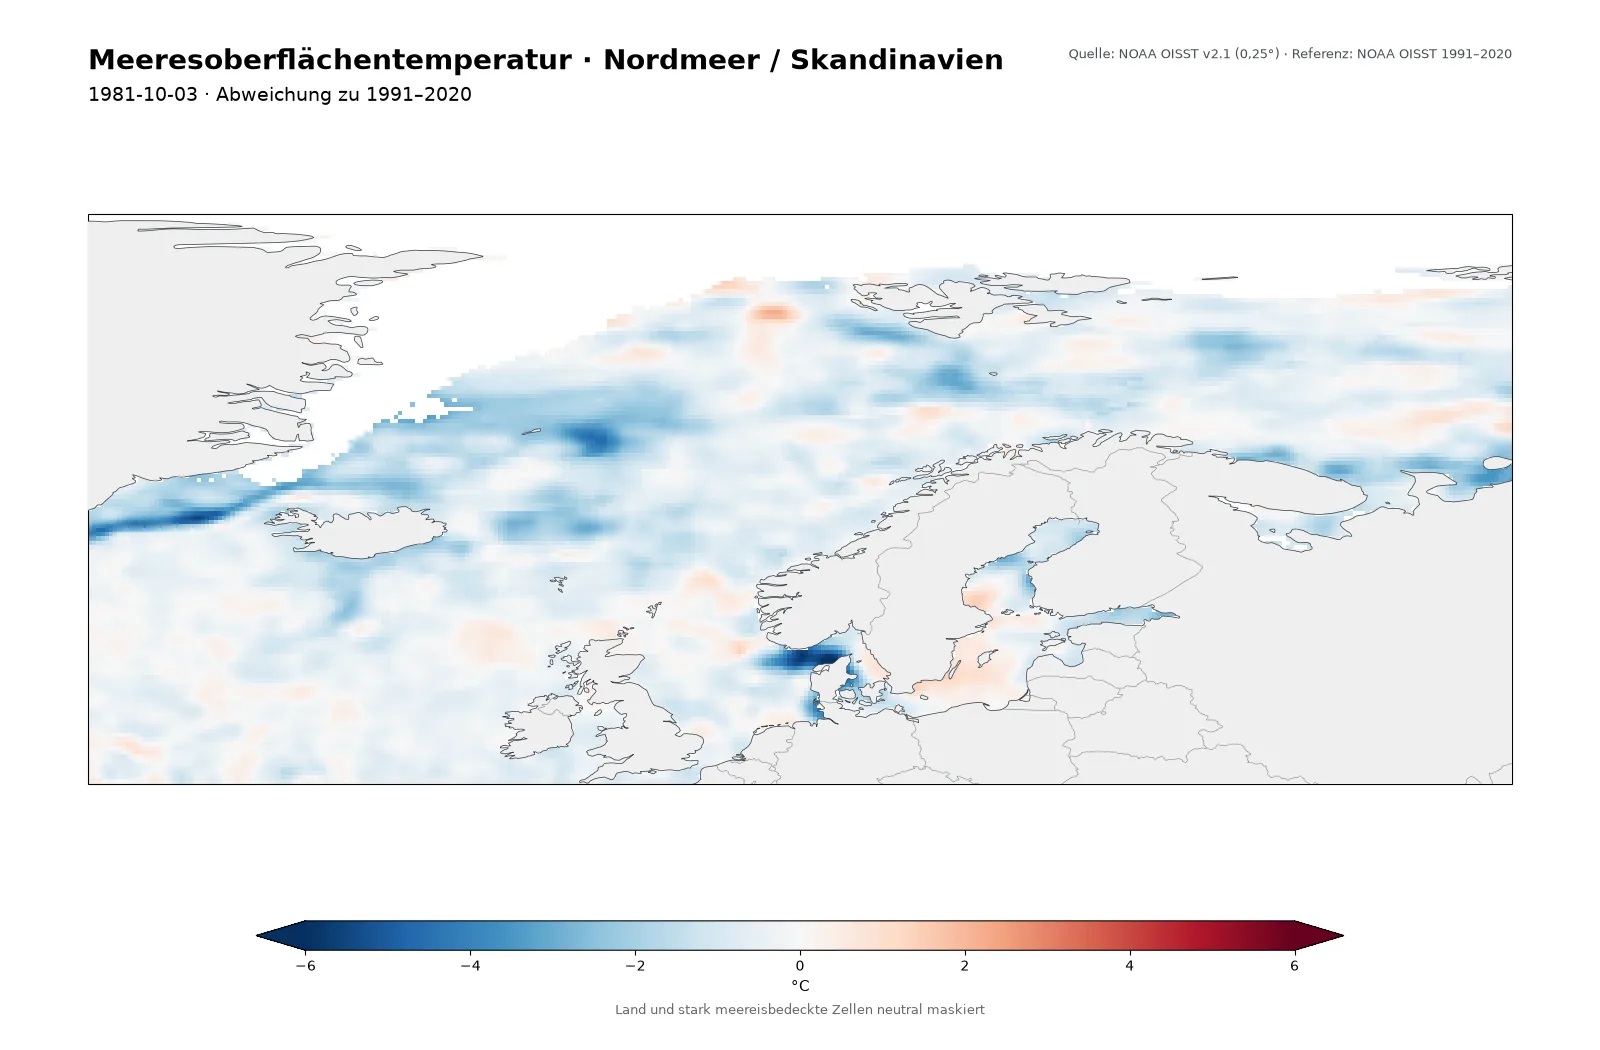 Meeresoberflächentemperatur · Nordmeer / Skandinavien
Quelle: NOAA OISST v2.1 (0,25°) · Referenz: NOAA OISST 1991–2020
1981-10-03 · Abweichung zu 1991–2020
−6 −4 −2 0 2 4 6
°C
Land und stark meereisbedeckte Zellen neutral maskiert